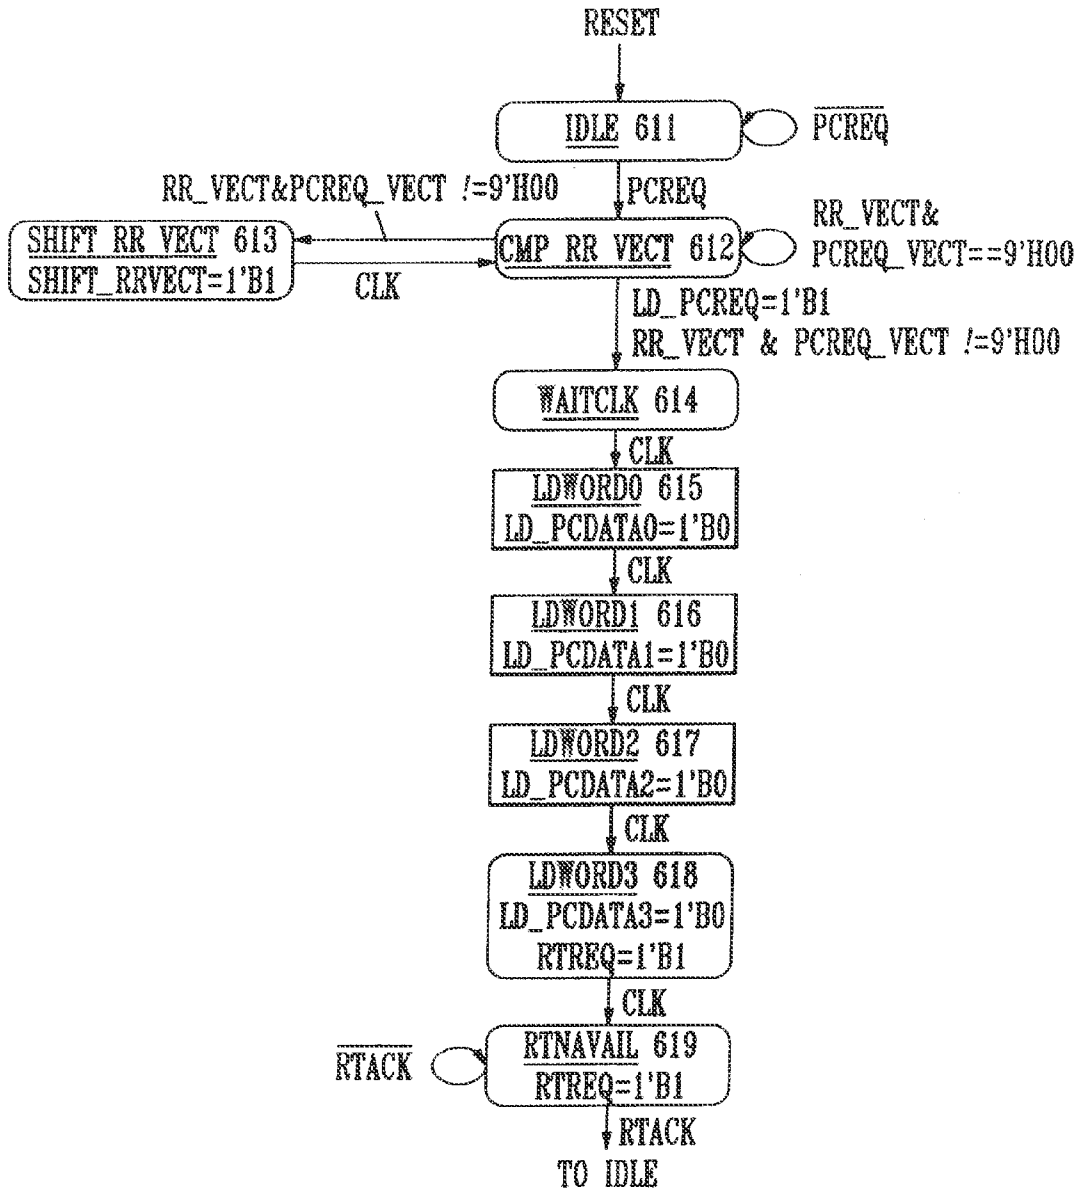 RESET
IDLE 611
PCREQ
PCREQ
RR_VECT&PCREQ_VECT !=9'H00
RR_VECT&
PCREQ_VECT==9'H00
SHIFT RR VECT 613
SHIFT_RRVECT=1'B1
CMP RR VECT 612
CLK
LD_PCREQ=1'B1
RR_VECT & PCREQ_VECT !=9'H00
WAITCLK 614
CLK
LDWORD0 615
LD_PCDATA0=1'B0
CLK
LDWORD1 616
LD_PCDATA1=1'B0
CLK
LDWORD2 617
LD_PCDATA2=1'B0
CLK
LDWORD3 618
LD_PCDATA3=1'B0
RTREQ=1'B1
CLK
RTACK
RTNAVAIL 619
RTREQ=1'B1
RTACK
TO IDLE